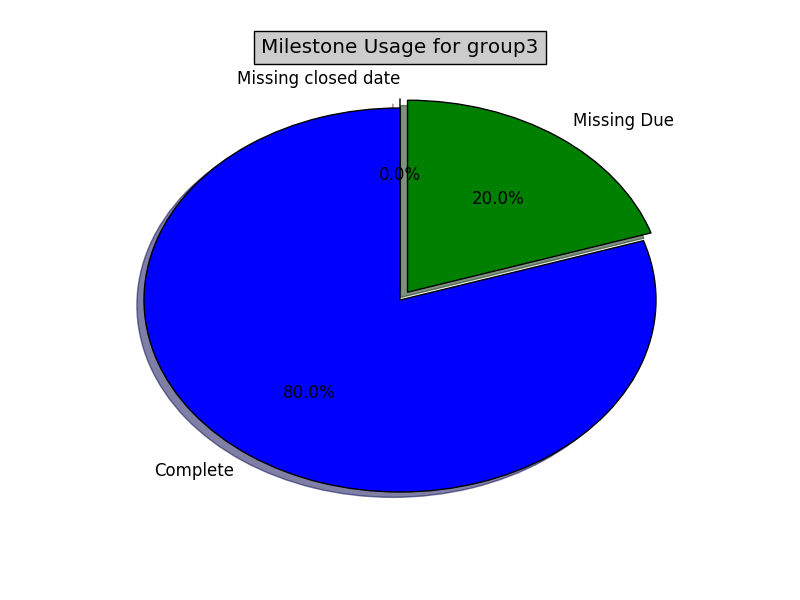 Milestone Usage for group3
Missing closed date
Missing Due
0.0%
20.0%
80.0%
Complete